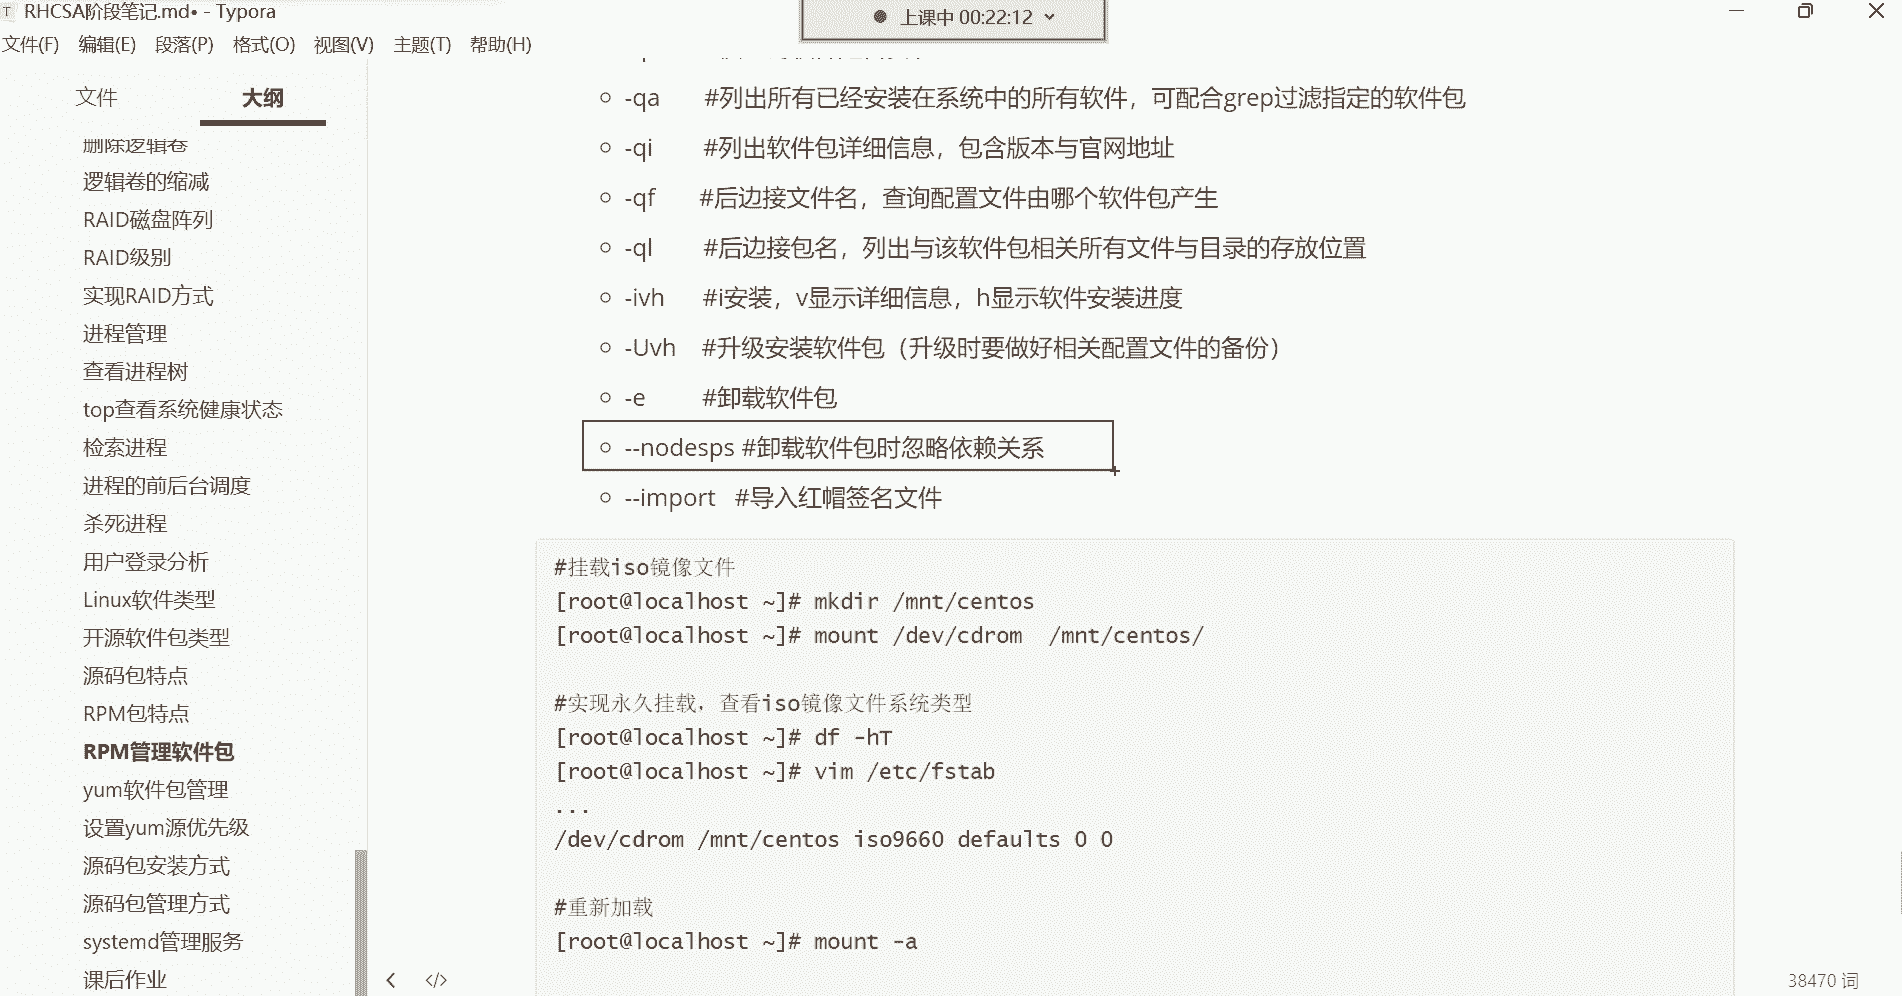 RHCSA阶段笔记.md• - Typora
上课中 00:22:12
文件(F) 编辑(E) 段落(P) 格式(O) 视图(V) 主题(T) 帮助(H)
文件 大纲
删除逻辑卷
逻辑卷的缩减
RAID磁盘阵列
RAID级别
实现RAID方式
进程管理
查看进程树
top查看系统健康状态
检索进程
进程的前后台调度
杀死进程
用户登录分析
Linux软件类型
开源软件包类型
源码包特点
RPM包特点
RPM管理软件包
yum软件包管理
设置yum源优先级
源码包安装方式
源码包管理方式
systemd管理服务
课后作业
-qa #列出所有已经安装在系统中的所有软件，可配合grep过滤指定的软件包
-qi #列出软件包详细信息，包含版本与官网地址
-qf #后边接文件名，查询配置文件由哪个软件包产生
-ql #后边接包名，列出与该软件包相关所有文件与目录的存放位置
-ivh #i安装，v显示详细信息，h显示软件安装进度
-Uvh #升级安装软件包（升级时要做好相关配置文件的备份）
-e #卸载软件包
--nodesps #卸载软件包时忽略依赖关系
--import #导入红帽签名文件
#挂载iso镜像文件
[root@localhost ~]# mkdir /mnt/centos
[root@localhost ~]# mount /dev/cdrom /mnt/centos/
#实现永久挂载，查看iso镜像文件系统类型
[root@localhost ~]# df -hT
[root@localhost ~]# vim /etc/fstab
...
/dev/cdrom /mnt/centos iso9660 defaults 0 0
#重新加载
[root@localhost ~]# mount -a
38470 词